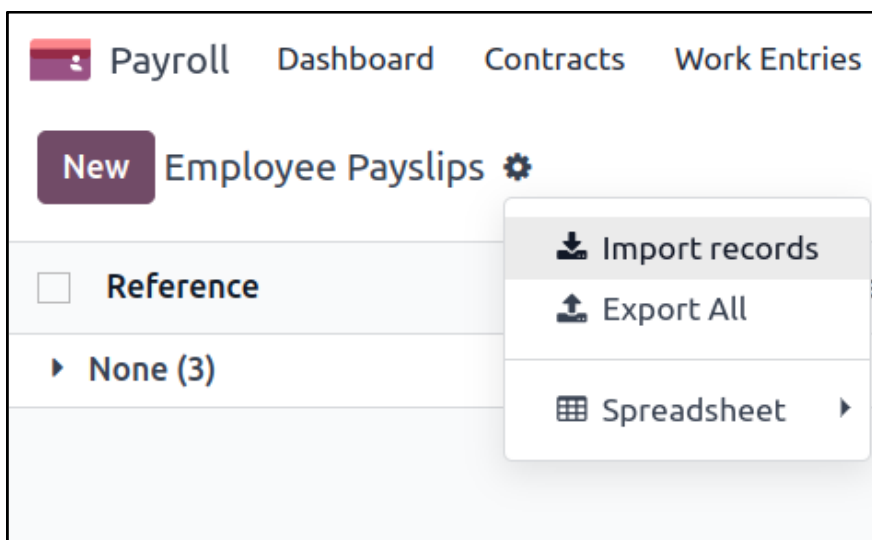 Payroll Dashboard Contracts Work Entries
New Employee Payslips
Import records
Reference
Export All
None (3)
Spreadsheet